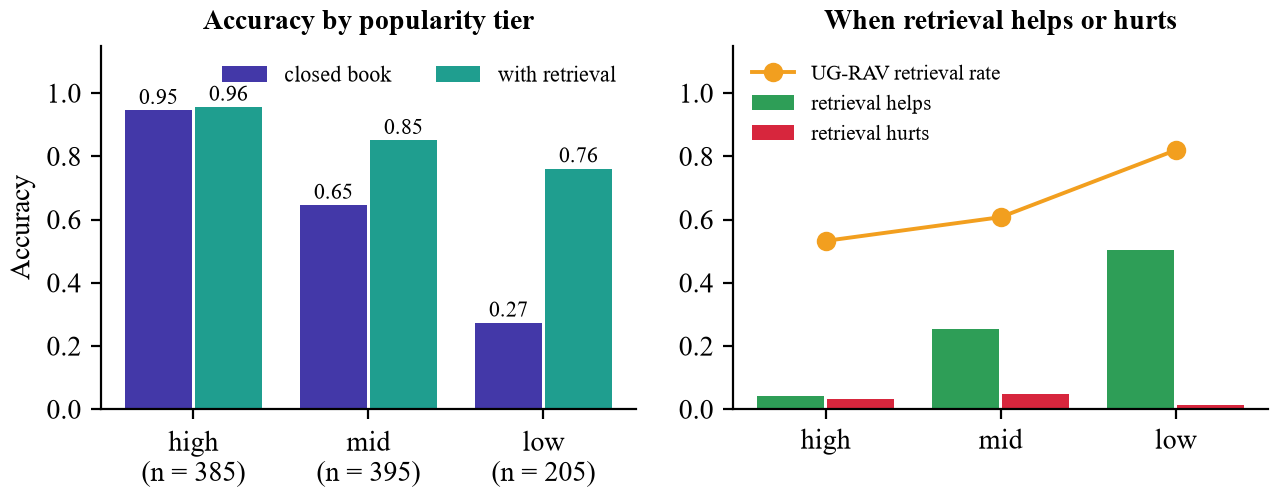 Accuracy by popularity tier
closed book
with retrieval
Accuracy
1.0
0.8
0.6
0.4
0.2
0.0
0.95
0.96
0.65
0.85
0.27
0.76
high
(n = 385)
mid
(n = 395)
low
(n = 205)
When retrieval helps or hurts
UG-RAV retrieval rate
retrieval helps
retrieval hurts
1.0
0.8
0.6
0.4
0.2
0.0
high
mid
low